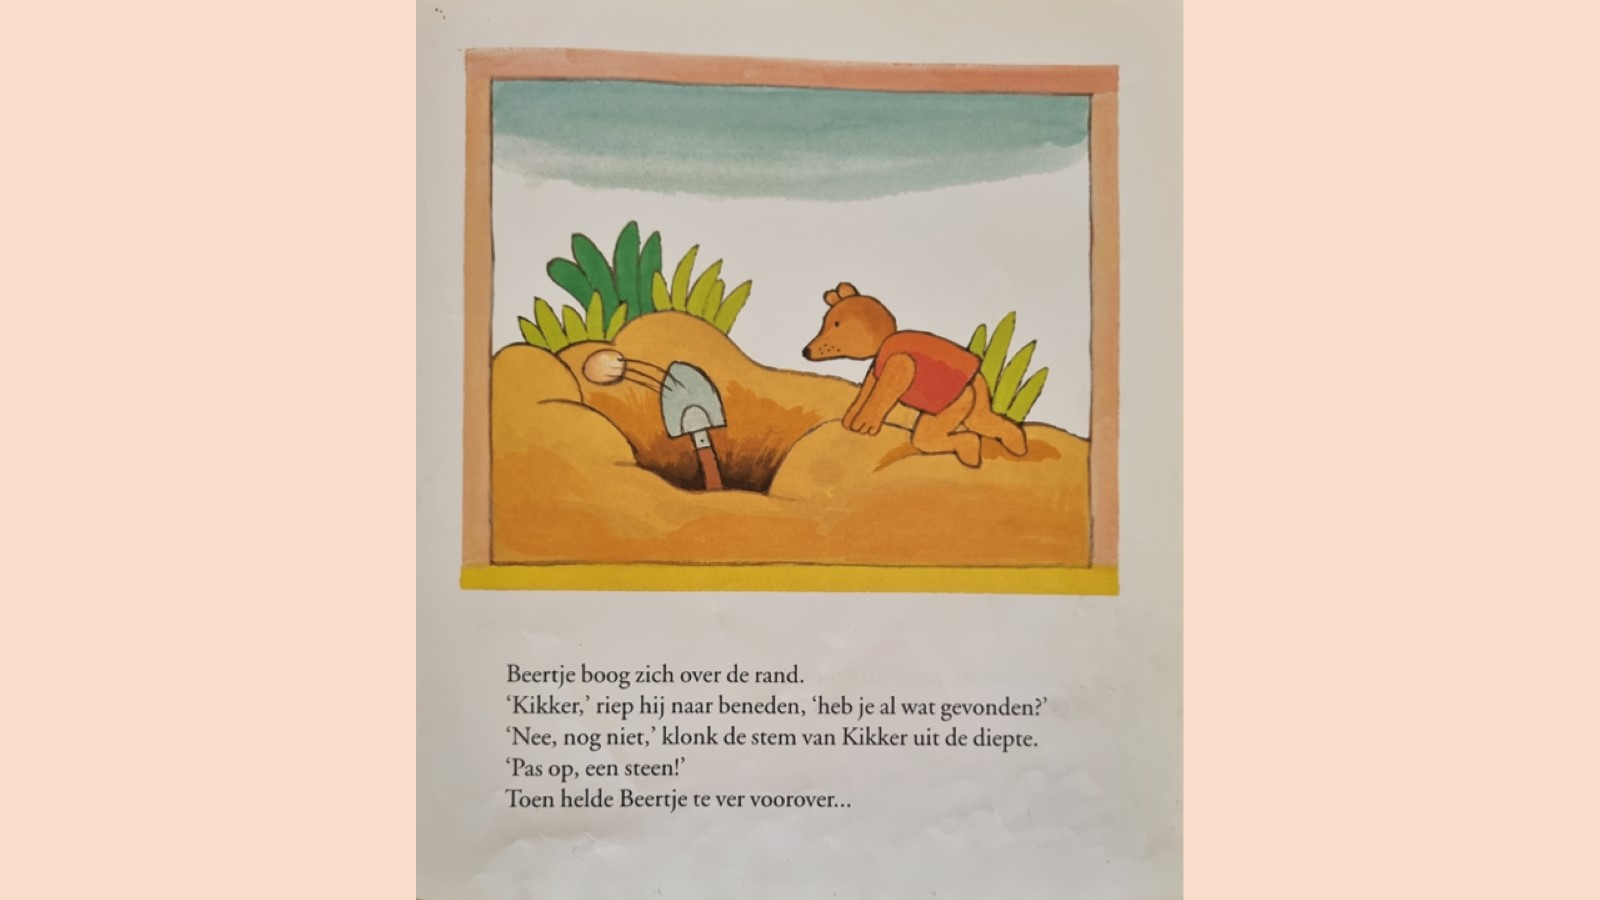 Beertje boog zich over de rand.
‘Kikker,’ riep hij naar beneden, ‘heb je al wat gevonden?’
‘Nee, nog niet,’ klonk de stem van Kikker uit de diepte.
‘Pas op, een steen!’
Toen helde Beertje te ver voorover...